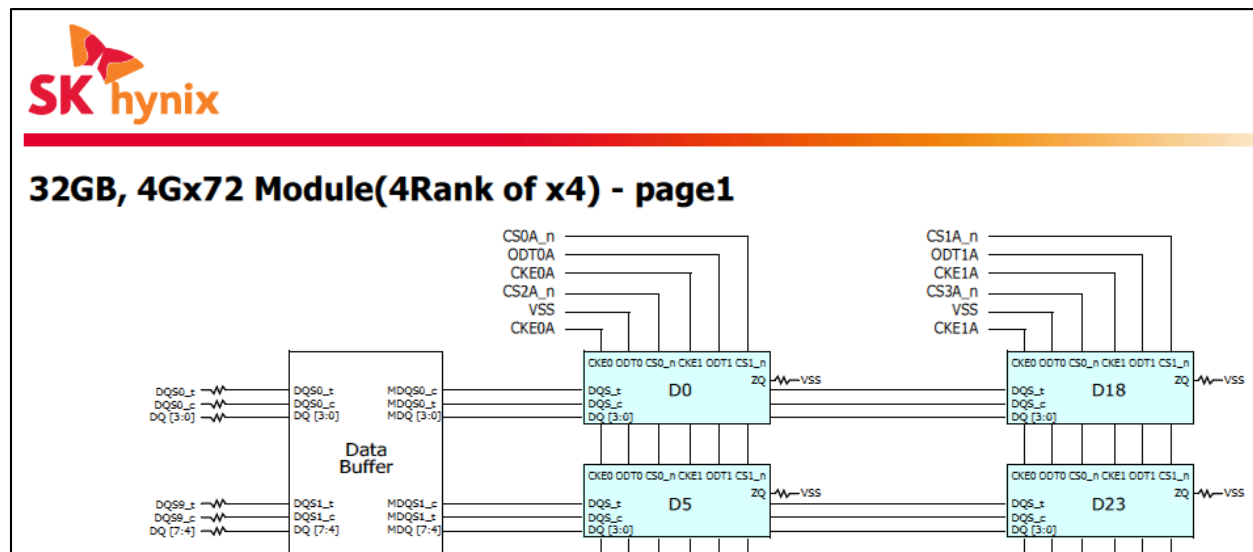 SK hynix
32GB, 4Gx72 Module(4Rank of x4) - page1
CS0A_n
ODT0A
CKE0A
CS2A_n
VSS
CKE0A
CS1A_n
ODT1A
CKE1A
CS3A_n
VSS
CKE1A
DQS0_t
DQS0_c
DQ [3:0]
DQS0_t
DQS0_c
DQ [3:0]
MDQS0_c
MDQS0_t
MDQ [3:0]
Data
Buffer
CKE0 ODT0 CS0_n CKE1 ODT1 CS1_n
ZQ
VSS
DQS_t
DQS_c
DQ [3:0]
D0
CKE0 ODT0 CS0_n CKE1 ODT1 CS1_n
ZQ
VSS
DQS_t
DQS_c
DQ [3:0]
D18
DQS9_t
DQS9_c
DQ [7:4]
DQS1_t
DQS1_c
DQ [7:4]
MDQS1_c
MDQS1_t
MDQ [7:4]
CKE0 ODT0 CS0_n CKE1 ODT1 CS1_n
ZQ
VSS
DQS_t
DQS_c
DQ [3:0]
D5
CKE0 ODT0 CS0_n CKE1 ODT1 CS1_n
ZQ
VSS
DQS_t
DQS_c
DQ [3:0]
D23